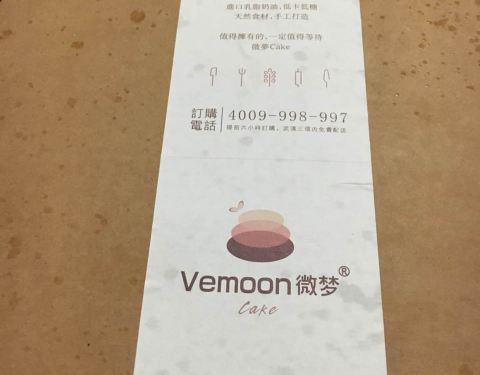 進口乳脂奶油,低卡低糖
天然食材,手工打造
值得擁有的,一定值得等待
微夢Cake
訂購
電話
4009-998-997
提前六小時訂購, 武漢三環內免費配送
Vemoon微梦®
Cake